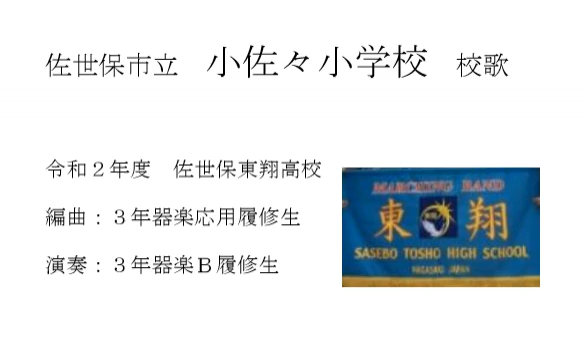 佐世保市立　小佐々小学校　校歌
令和２年度　佐世保東翔高校
編曲：３年器楽応用履修生
演奏：３年器楽Ｂ履修生
MARCHING BAND
東 翔
SASEBO TOSHO HIGH SCHOOL
NAGASAKI JAPAN